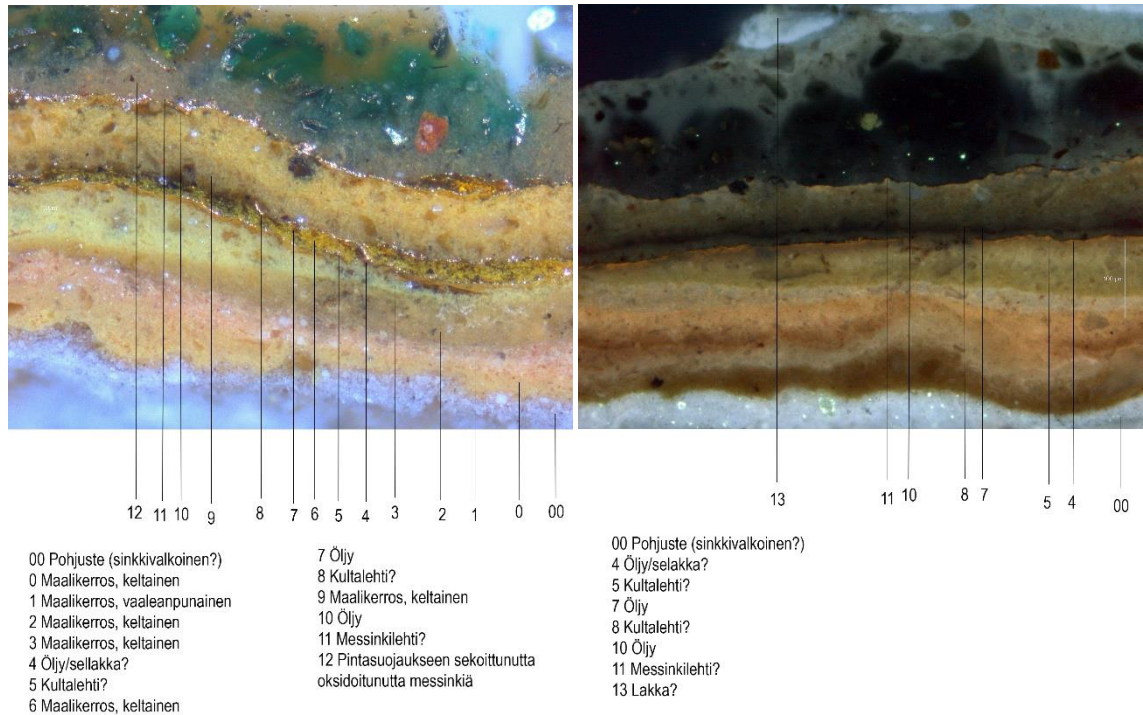 12 11 10 9 8 7 6 5 4 3 2 1 0 00
00 Pohjuste (sinkkivalkoinen?)
0 Maalikerros, keltainen
1 Maalikerros, vaaleanpunainen
2 Maalikerros, keltainen
3 Maalikerros, keltainen
4 Öljy/sellakka?
5 Kultalehti?
6 Maalikerros, keltainen
7 Öljy
8 Kultalehti?
9 Maalikerros, keltainen
10 Öljy
11 Messinkilehti?
12 Pintasuojaukseen sekoittunutta
oksidoitunutta messinkiä
13 11 10 8 7 5 4 00
00 Pohjuste (sinkkivalkoinen?)
4 Öljy/selakka?
5 Kultalehti?
7 Öljy
8 Kultalehti?
10 Öljy
11 Messinkilehti?
13 Lakka?